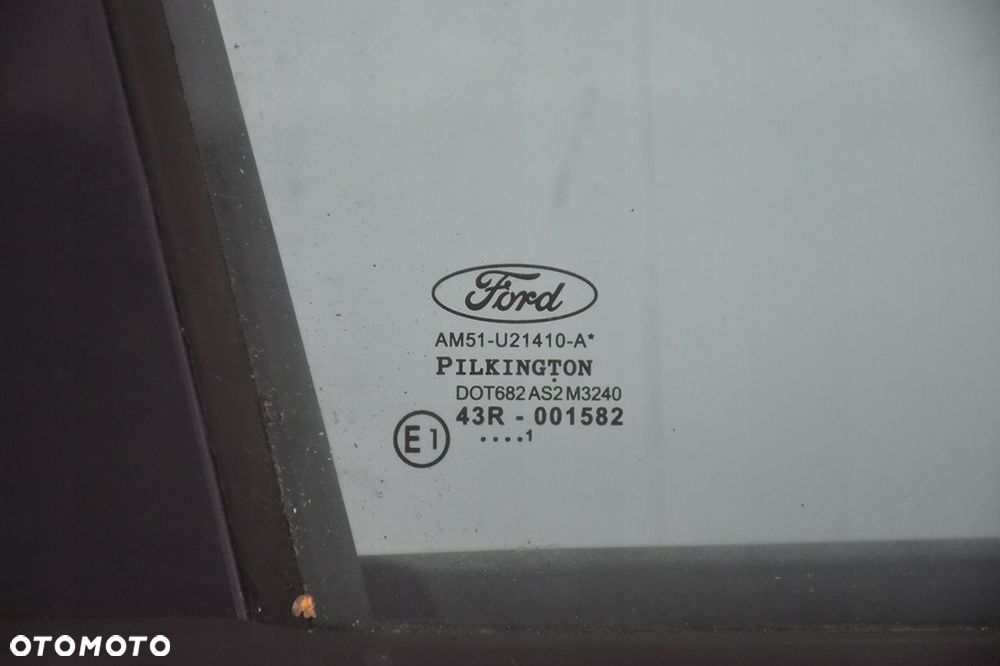 Ford
AM51-U21410-A*
PILKINGTON
DOT682 AS2 M3240
43R - 001582
E1
....1
OTOMOTO